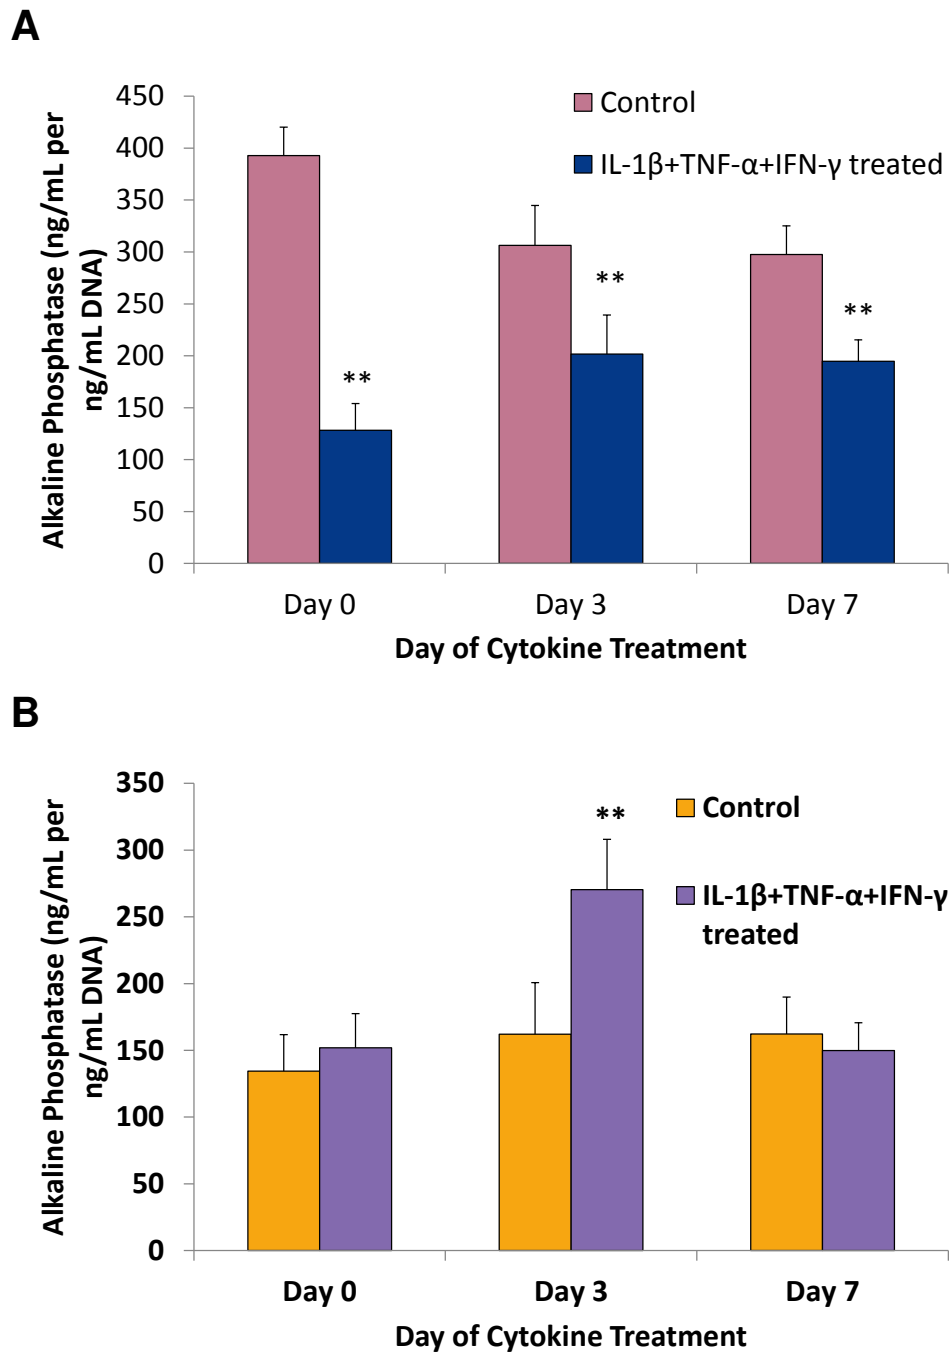 A
Alkaline Phosphatase (ng/mL per
ng/mL DNA)
450
400
350
300
250
200
150
100
50
0
Control
IL-1β+TNF-α+IFN-γ treated
**
**
**
Day 0
Day 3
Day 7
Day of Cytokine Treatment
B
Alkaline Phosphatase (ng/mL per
ng/mL DNA)
350
300
250
200
150
100
50
0
**
Control
IL-1β+TNF-α+IFN-γ
treated
Day 0
Day 3
Day 7
Day of Cytokine Treatment